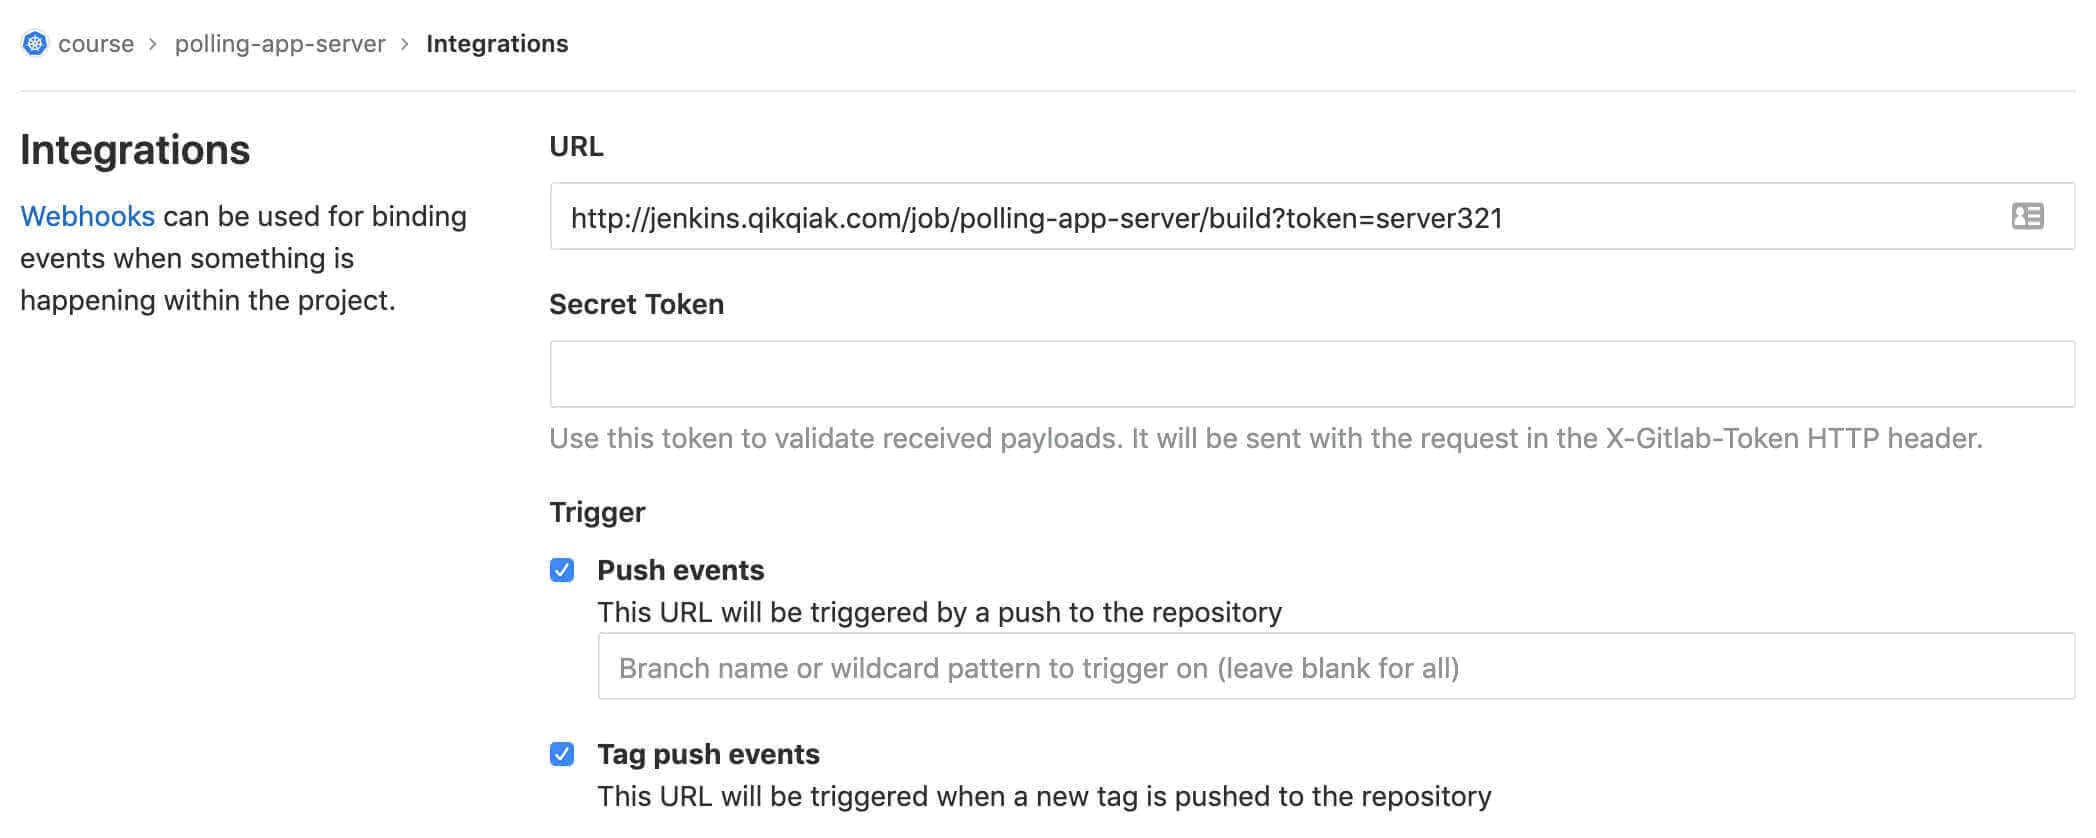 course > polling-app-server > Integrations
Integrations
Webhooks can be used for binding
events when something is
happening within the project.
URL
http://jenkins.qikqiak.com/job/polling-app-server/build?token=server321
Secret Token
Use this token to validate received payloads. It will be sent with the request in the X-Gitlab-Token HTTP header.
Trigger
Push events
This URL will be triggered by a push to the repository
Branch name or wildcard pattern to trigger on (leave blank for all)
Tag push events
This URL will be triggered when a new tag is pushed to the repository